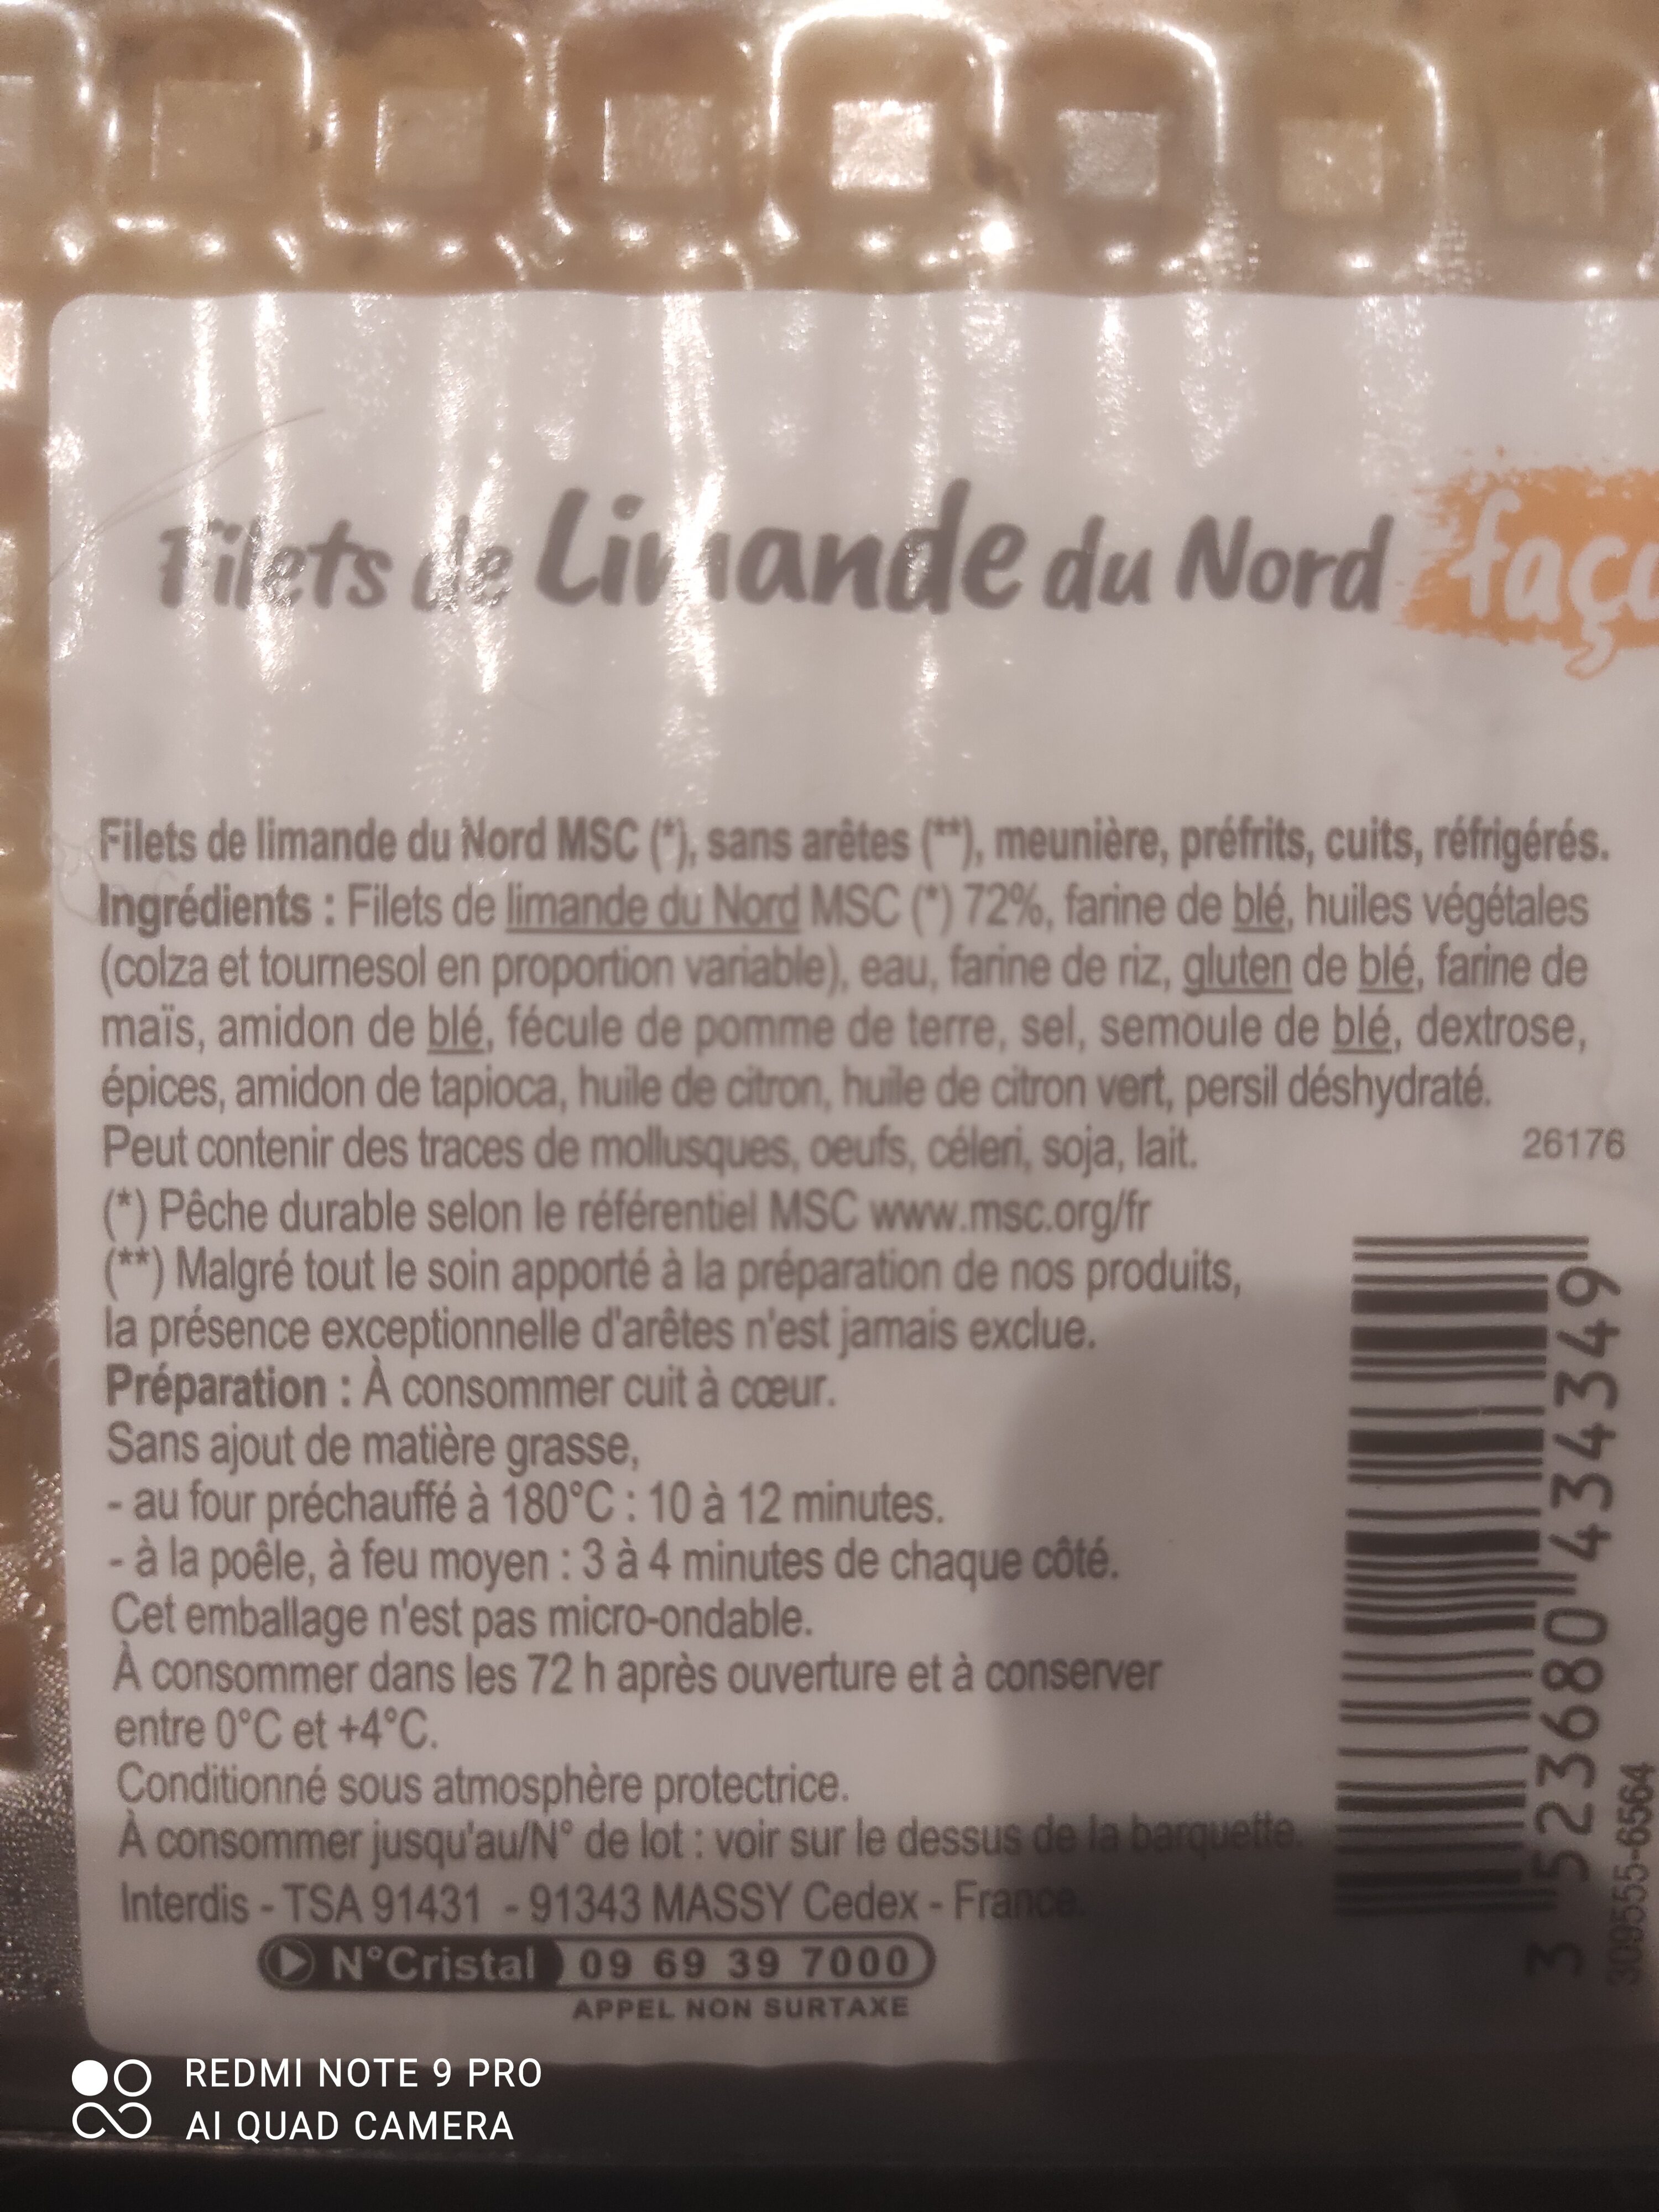 Filets de Limande du Nord faço
Filets de limande du Nord MSC (*), sans arêtes (**), meunière, préfrits, cuits, réfrigérés.
Ingrédients : Filets de limande du Nord MSC (*) 72%, farine de blé, huiles végétales
(colza et tournesol en proportion variable), eau, farine de riz, gluten de blé, farine de
maïs, amidon de blé, fécule de pomme de terre, sel, semoule de blé, dextrose,
épices, amidon de tapioca, huile de citron, huile de citron vert, persil déshydraté.
Peut contenir des traces de mollusques, oeufs, céleri, soja, lait.
26176
(*) Pêche durable selon le référentiel MSC www.msc.org/fr
(**) Malgré tout le soin apporté à la préparation de nos produits,
la présence exceptionnelle d'arêtes n'est jamais exclue.
Préparation : À consommer cuit à cœur.
Sans ajout de matière grasse,
- au four préchauffé à 180°C : 10 à 12 minutes.
- à la poêle, à feu moyen : 3 à 4 minutes de chaque côté.
Cet emballage n'est pas micro-ondable.
À consommer dans les 72 h après ouverture et à conserver
entre 0°C et +4°C.
Conditionné sous atmosphère protectrice.
À consommer jusqu'au/N° de lot : voir sur le dessus de la barquette.
Interdis - TSA 91431 - 91343 MASSY Cedex - France.
N°Cristal 09 69 39 7000
APPEL NON SURTAXE
3 523680 434349
309555-6564
REDMI NOTE 9 PRO
AI QUAD CAMERA